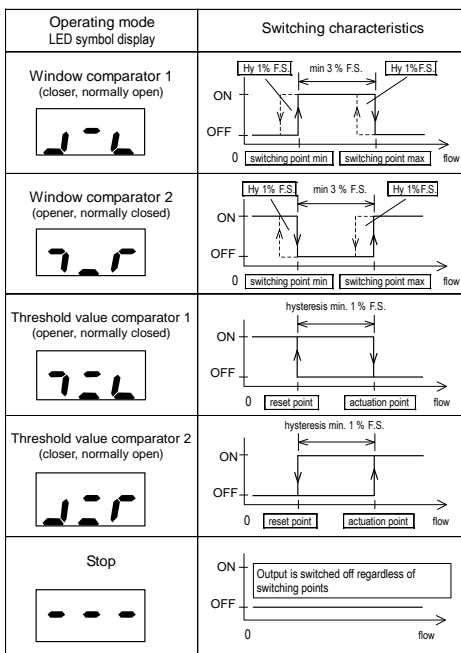 Operating mode
LED symbol display
Switching characteristics
Window comparator 1
(closer, normally open)
Hy 1% F.S.
min 3 % F.S.
Hy 1%F.S.
ON
OFF
0
switching point min
switching point max
flow
Window comparator 2
(opener, normally closed)
Hy 1% F.S.
min 3 % F.S.
Hy 1%F.S.
ON
OFF
0
switching point min
switching point max
flow
Threshold value comparator 1
(opener, normally closed)
hysteresis min. 1 % F.S.
ON
OFF
0
reset point
actuation point
flow
Threshold value comparator 2
(closer, normally open)
hysteresis min. 1 % F.S.
ON
OFF
0
reset point
actuation point
flow
Stop
ON
Output is switched off regardless of
switching points
OFF
0
flow